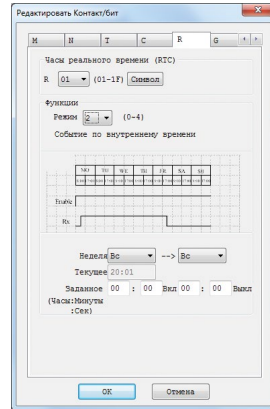 Редактировать Контакт/бит
M N T C R G
Часы реального времени (RTC)
R 01 (01-1F) Символ
Функции
Режим 2 (0-4)
Событие по внутреннему времени
MO TU WE TH FR SA SU
Enable
Rx
Неделя Вс --> Вс
Текущее 20:01
Заданное 00 : 00 Вкл 00 : 00 Выкл
(Часы:Минуты
:Сек)
OK Отмена